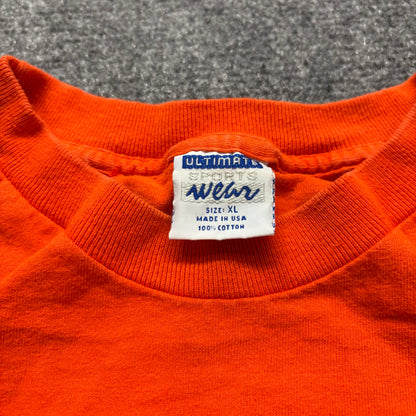 ULTIMATE
SPORTS
Wear
SIZE: XL
MADE IN USA
100% COTTON